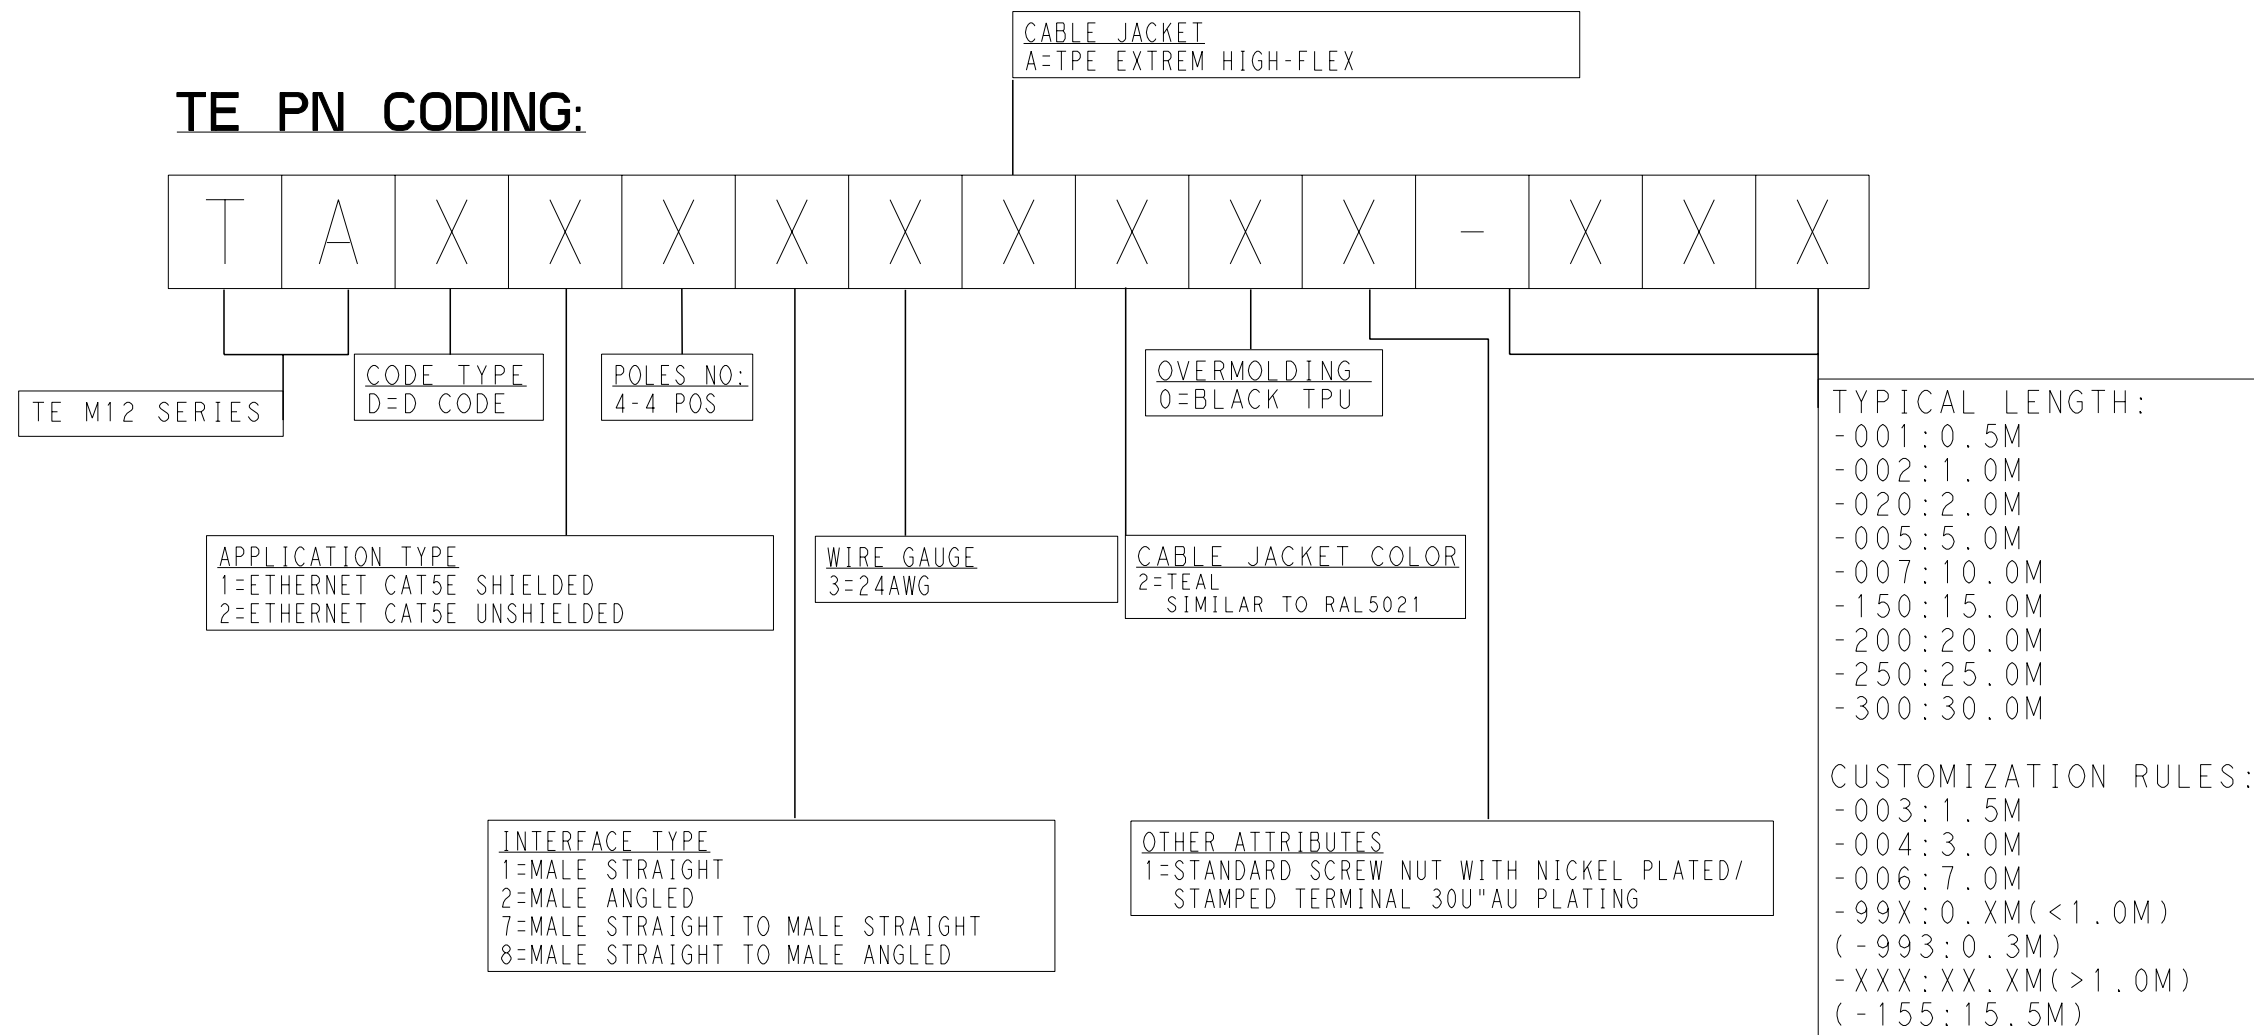 CABLE JACKET
A=TPE EXTREM HIGH-FLEX
TE PN CODING:
T A X X X X X X X X X - X X X
TE M12 SERIES
CODE TYPE
D=D CODE
POLES NO:
4-4 POS
OVERMOLDING
0=BLACK TPU
APPLICATION TYPE
1=ETHERNET CAT5E SHIELDED
2=ETHERNET CAT5E UNSHIELDED
WIRE GAUGE
3=24AWG
CABLE JACKET COLOR
2=TEAL
SIMILAR TO RAL5021
INTERFACE TYPE
1=MALE STRAIGHT
2=MALE ANGLED
7=MALE STRAIGHT TO MALE STRAIGHT
8=MALE STRAIGHT TO MALE ANGLED
OTHER ATTRIBUTES
1=STANDARD SCREW NUT WITH NICKEL PLATED/
STAMPED TERMINAL 30U"AU PLATING
TYPICAL LENGTH:
-001:0.5M
-002:1.0M
-020:2.0M
-005:5.0M
-007:10.0M
-150:15.0M
-200:20.0M
-250:25.0M
-300:30.0M
CUSTOMIZATION RULES:
-003:1.5M
-004:3.0M
-006:7.0M
-99X:0.XM(<1.0M)
(-993:0.3M)
-XXX:XX.XM(>1.0M)
(-155:15.5M)